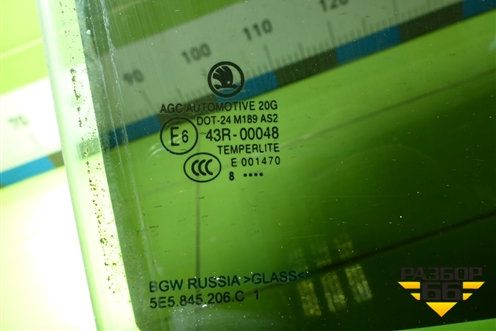 90
100
110
120
70
AGC AUTOMOTIVE 20G
DOT-24 M189 AS2
E6 43R-00048
TEMPERLITE
CCC E 001470
8 ••••
BGW RUSSIA >GLASS<
5E5.845.206.C 1
РАЗБОР
66